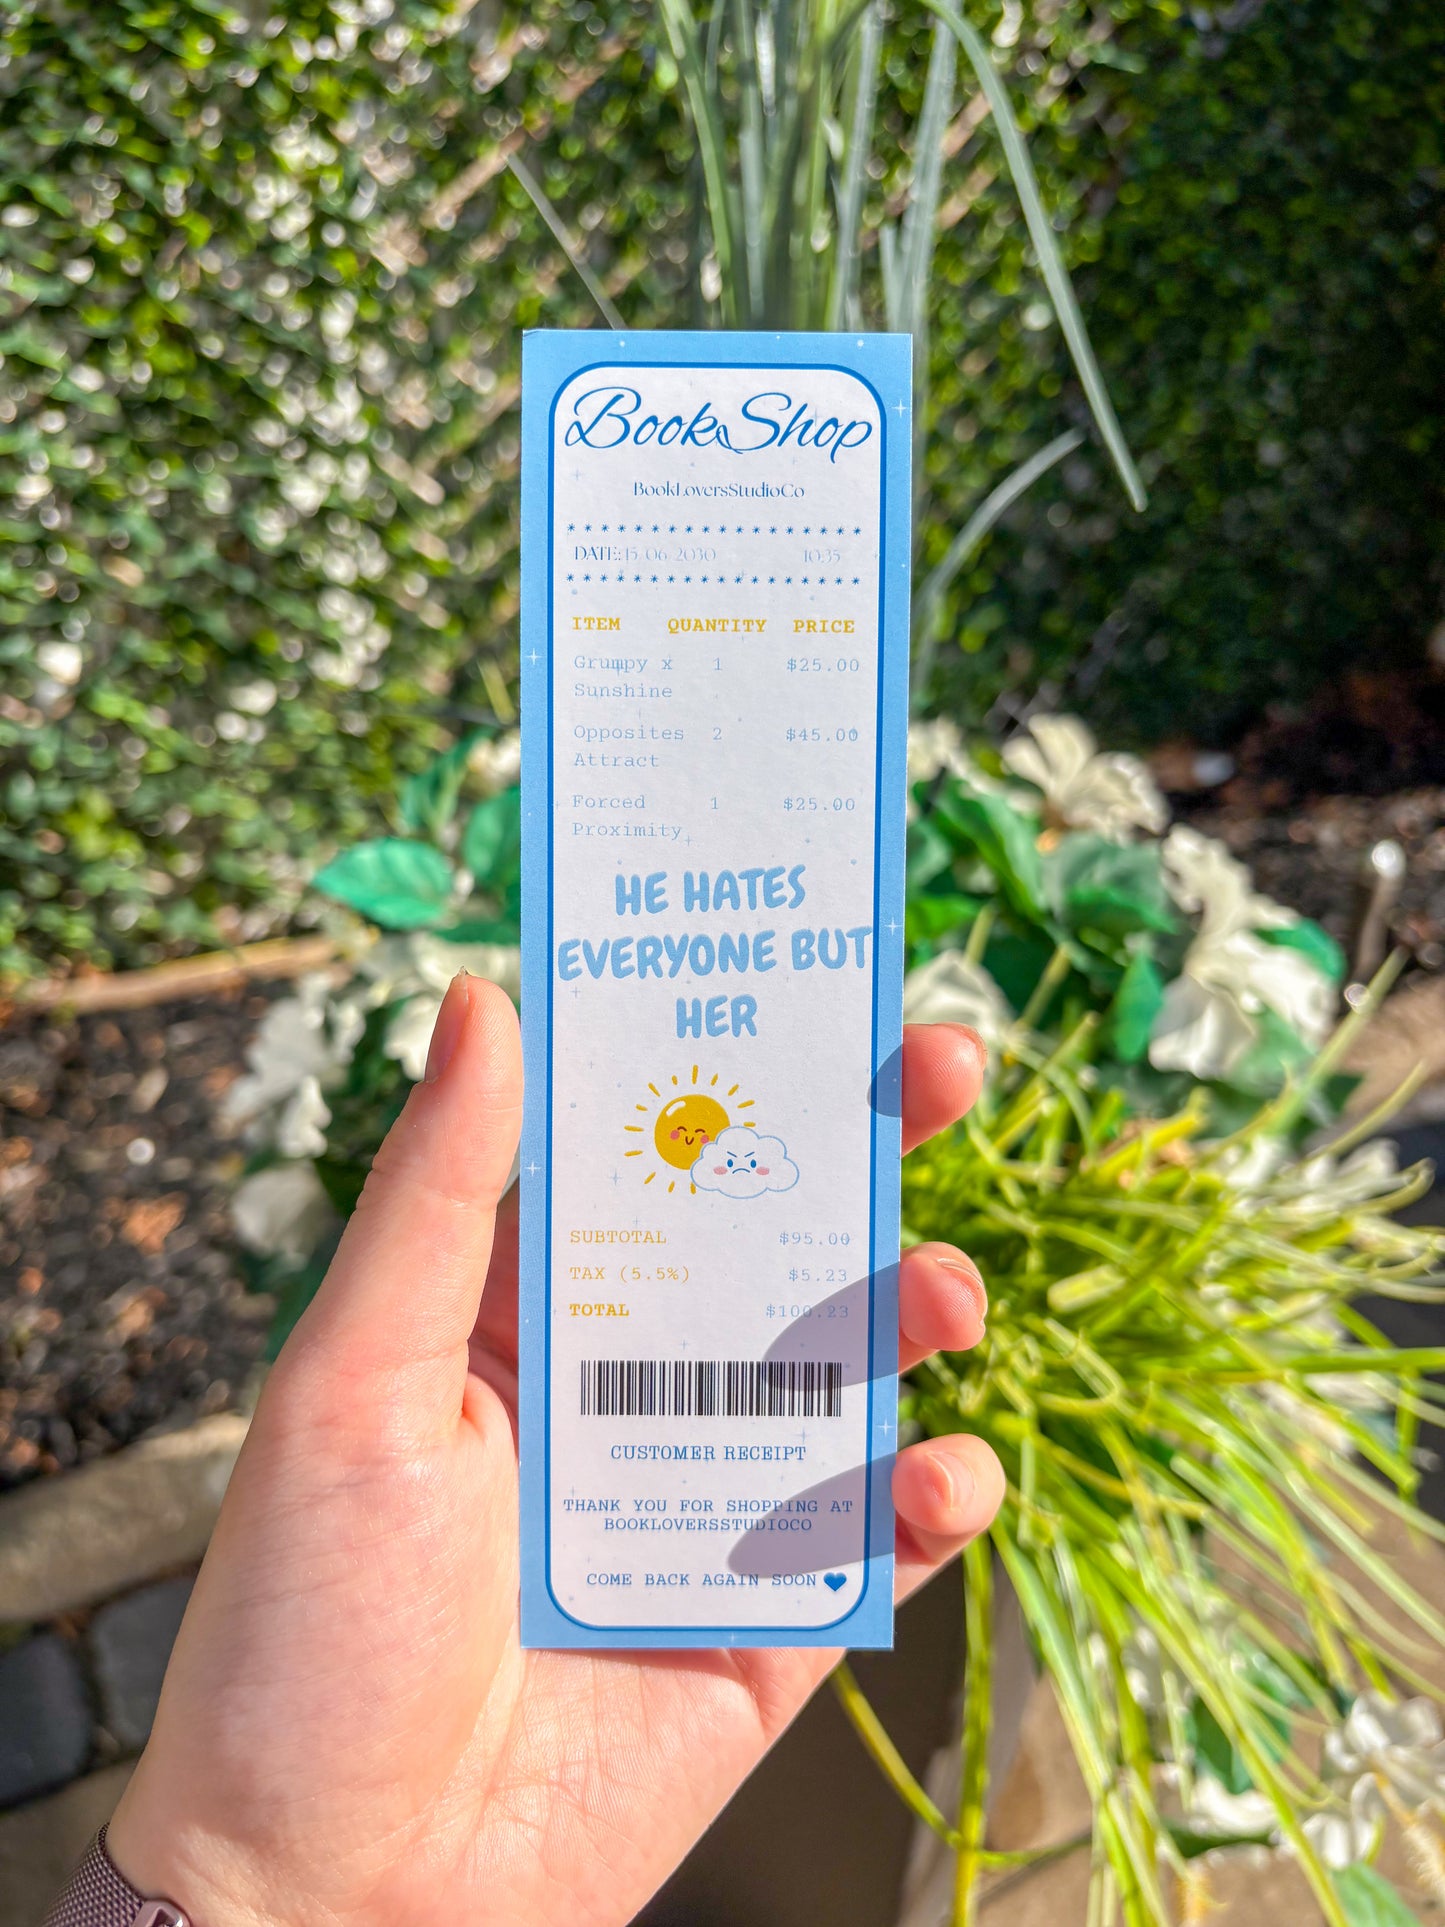 Book Shop
BookLoversStudioCo
* * * * * * * * * * * * * * * * * *
DATE: 15/06/2030 10:35
* * * * * * * * * * * * * * * * * *
ITEM QUANTITY PRICE
Grumpy x 1 $25.00
Sunshine
Opposites 2 $45.00
Attract
Forced 1 $25.00
Proximity
HE HATES
EVERYONE BUT
HER
SUBTOTAL $95.00
TAX (5.5%) $5.23
TOTAL $100.23
CUSTOMER RECEIPT
THANK YOU FOR SHOPPING AT
BOOKLOVERSSTUDIOCO
COME BACK AGAIN SOON